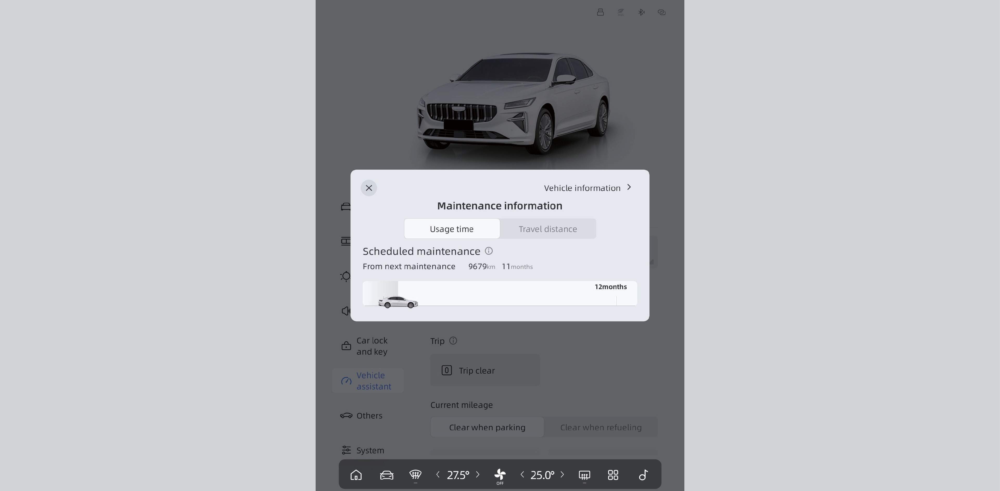 AQS
Vehicle information
Maintenance information
Usage time
Travel distance
Scheduled maintenance
From next maintenance 9679km 11months
12months
Car lock
and key
Trip
0 Trip clear
Vehicle
assistant
Current mileage
Others
Clear when parking
Clear when refueling
System
27.5°
OFF
25.0°